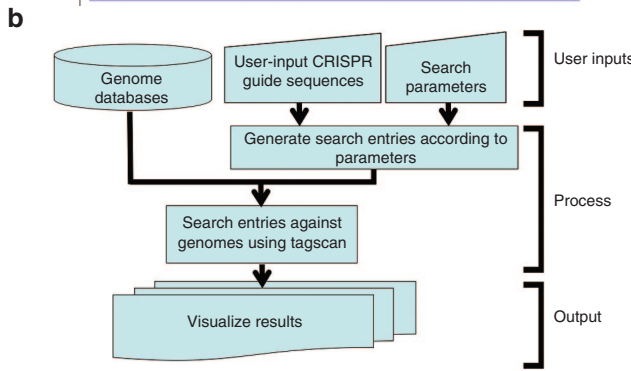 b
Genome
databases
User-input CRISPR
guide sequences
Search
parameters
User inputs
Generate search entries according to
parameters
Process
Search entries against
genomes using tagscan
Visualize results
Output